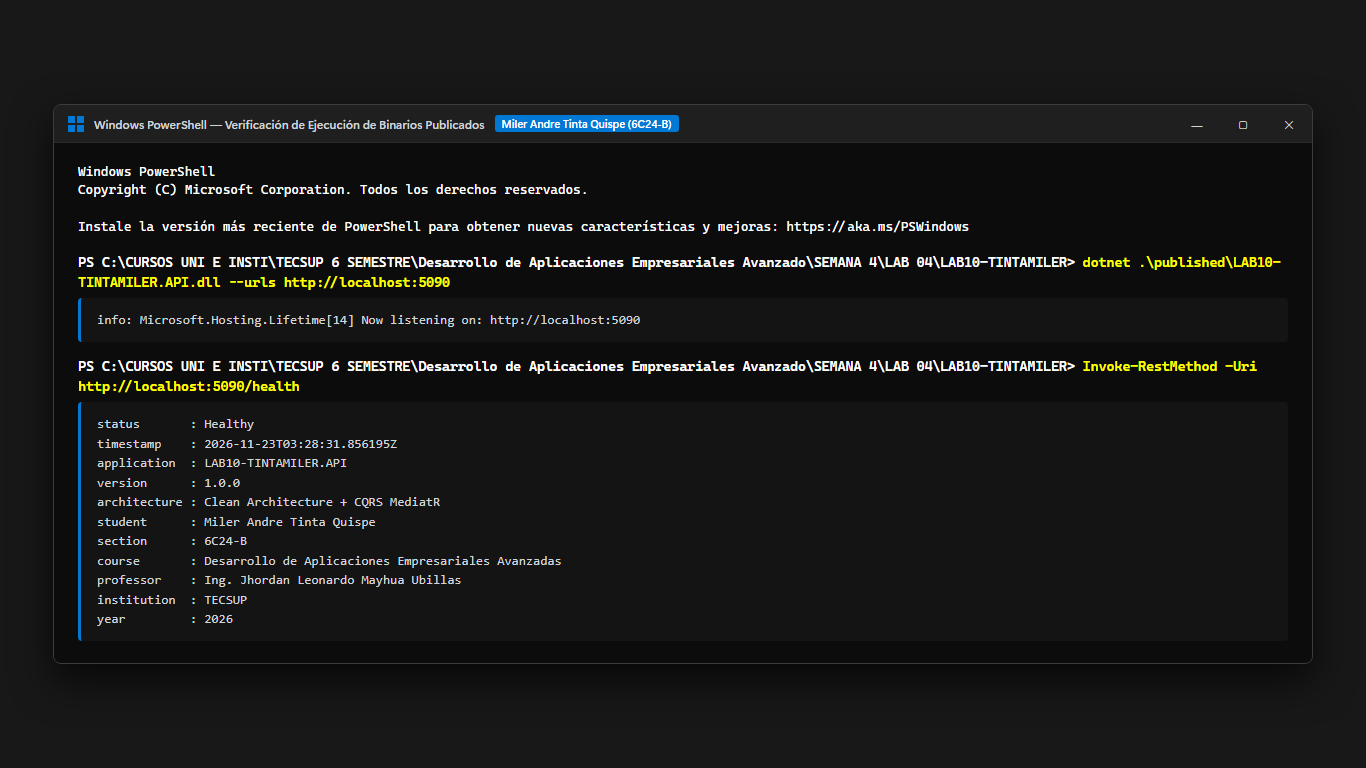 Windows PowerShell — Verificación de Ejecución de Binarios Publicados Miler Andre Tinta Quispe (6C24-B)
Windows PowerShell
Copyright (C) Microsoft Corporation. Todos los derechos reservados.
Instale la versión más reciente de PowerShell para obtener nuevas características y mejoras: https://aka.ms/PSWindows
PS C:\CURSOS UNI E INSTI\TECSUP 6 SEMESTRE\Desarrollo de Aplicaciones Empresariales Avanzado\SEMANA 4\LAB 04\LAB10-TINTAMILER> dotnet .\published\LAB10-
TINTAMILER.API.dll --urls http://localhost:5090
info: Microsoft.Hosting.Lifetime[14] Now listening on: http://localhost:5090
PS C:\CURSOS UNI E INSTI\TECSUP 6 SEMESTRE\Desarrollo de Aplicaciones Empresariales Avanzado\SEMANA 4\LAB 04\LAB10-TINTAMILER> Invoke-RestMethod -Uri
http://localhost:5090/health
status       : Healthy
timestamp    : 2026-11-23T03:28:31.856195Z
application  : LAB10-TINTAMILER.API
version      : 1.0.0
architecture : Clean Architecture + CQRS MediatR
student      : Miler Andre Tinta Quispe
section      : 6C24-B
course       : Desarrollo de Aplicaciones Empresariales Avanzadas
professor    : Ing. Jhordan Leonardo Mayhua Ubillas
institution  : TECSUP
year         : 2026